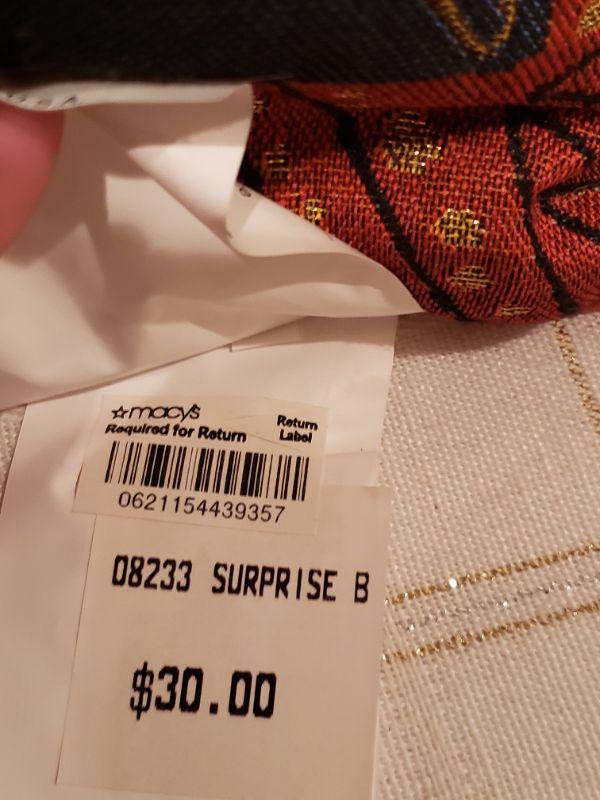 macy's
Required for Return
Return
Label
0621154439357
08233 SURPRISE B
$30.00